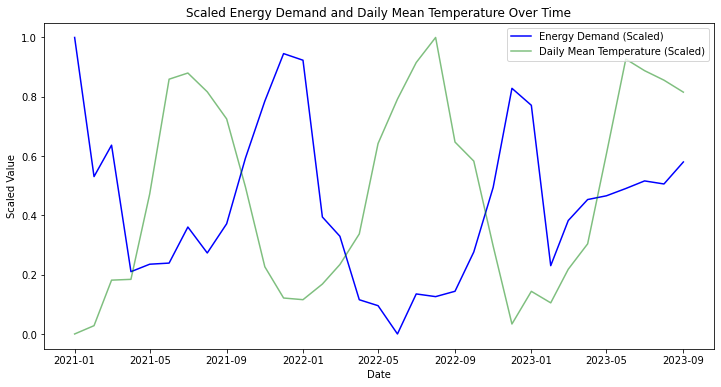 Scaled Energy Demand and Daily Mean Temperature Over Time
Energy Demand (Scaled)
Daily Mean Temperature (Scaled)
Scaled Value
1.0
0.8
0.6
0.4
0.2
0.0
2021-01 2021-05 2021-09 2022-01 2022-05 2022-09 2023-01 2023-05 2023-09
Date